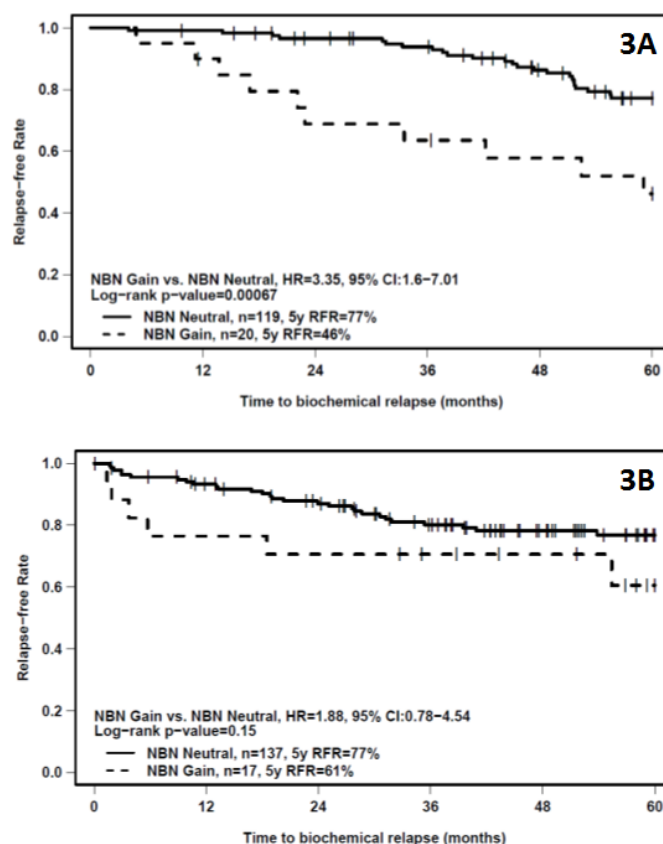 3A
Relapse-free Rate
1.0
0.8
0.6
0.4
0.2
0.0
NBN Gain vs. NBN Neutral, HR=3.35, 95% CI:1.6-7.01
Log-rank p-value=0.00067
NBN Neutral, n=119, 5y RFR=77%
NBN Gain, n=20, 5y RFR=46%
0 12 24 36 48 60
Time to biochemical relapse (months)
3B
Relapse-free Rate
1.0
0.8
0.6
0.4
0.2
0.0
NBN Gain vs. NBN Neutral, HR=1.88, 95% CI:0.78-4.54
Log-rank p-value=0.15
NBN Neutral, n=137, 5y RFR=77%
NBN Gain, n=17, 5y RFR=61%
0 12 24 36 48 60
Time to biochemical relapse (months)